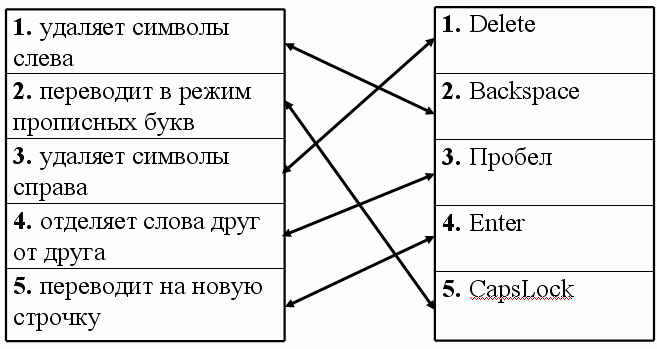 1. удаляет символы
слева
2. переводит в режим
прописных букв
3. удаляет символы
справа
4. отделяет слова друг
от друга
5. переводит на новую
строчку
1. Delete
2. Backspace
3. Пробел
4. Enter
5. CapsLock